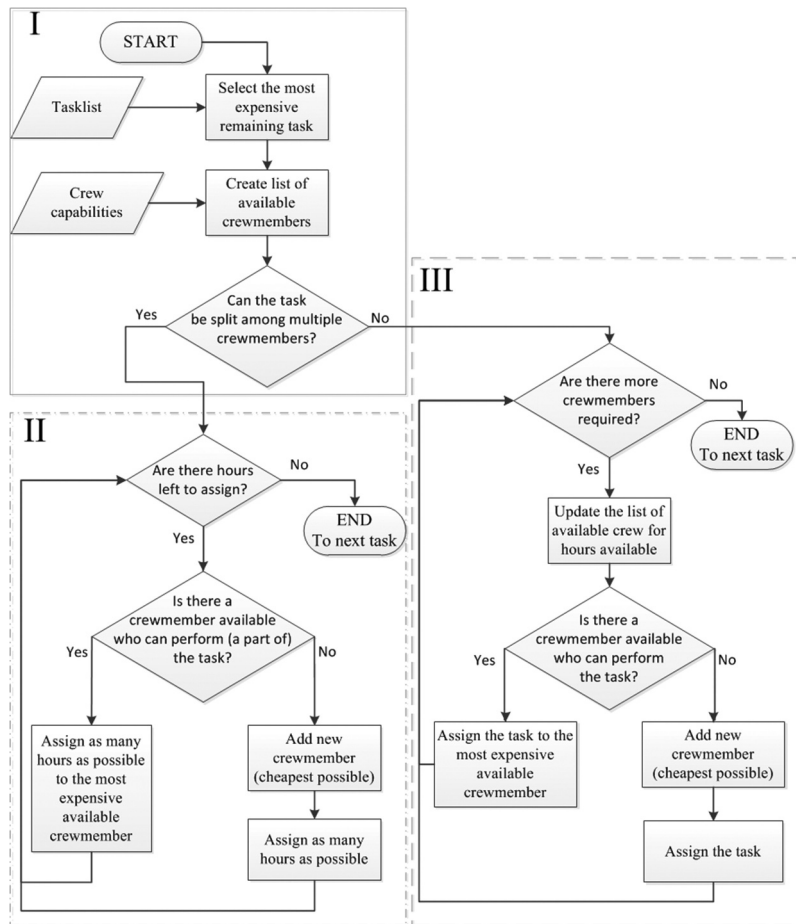 I
START
Tasklist
Select the most
expensive
remaining task
Crew
capabilities
Create list of
available
crewmembers
Can the task
be split among multiple
crewmembers?
Yes
No
II
Are there hours
left to assign?
No
END
To next task
Yes
Is there a
crewmember available
who can perform (a part of)
the task?
Yes
No
Assign as many
hours as possible
to the most
expensive
available
crewmember
Add new
crewmember
(cheapest possible)
Assign as many
hours as possible
III
Are there more
crewmembers
required?
No
END
To next task
Yes
Update the list of
available crew for
hours available
Is there a
crewmember available
who can perform
the task?
Yes
No
Assign the task to the
most expensive
available
crewmember
Add new
crewmember
(cheapest possible)
Assign the task